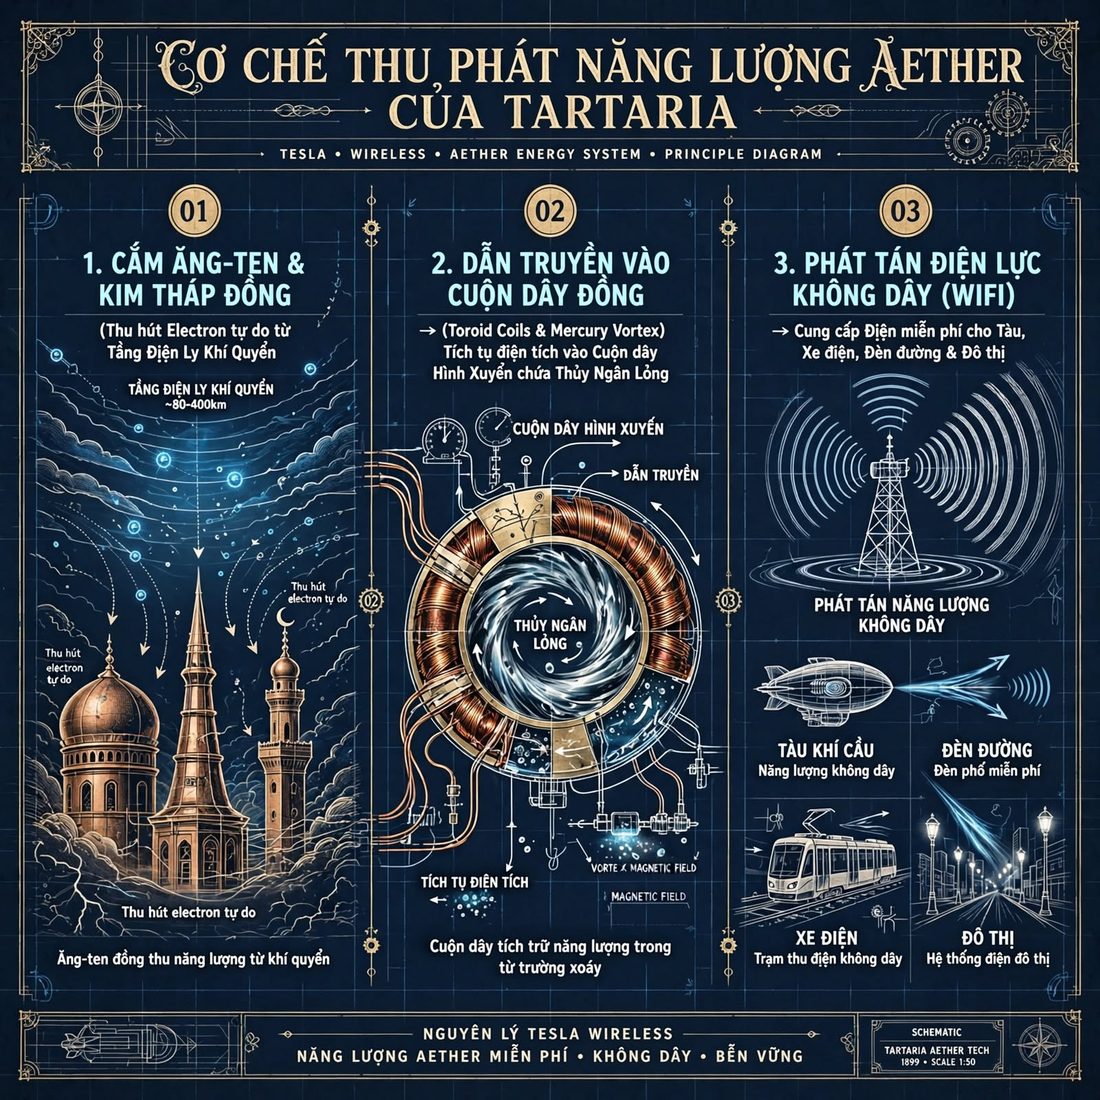 CƠ CHẾ THU PHÁT NĂNG LƯỢNG AETHER
CỦA TARTARIA
TESLA • WIRELESS • AETHER ENERGY SYSTEM • PRINCIPLE DIAGRAM
01
1. CẮM ĂNG-TEN &
KIM THÁP ĐỒNG
(Thu hút Electron tự do từ
Tầng Điện Ly Khí Quyển
TẦNG ĐIỆN LY KHÍ QUYỂN
~80-400km
Thu hút
electron tự do
Thu hút
electron
tự do
Thu hút electron tự do
Ăng-ten đồng thu năng lượng từ khí quyển
02
2. DẪN TRUYỀN VÀO
CUỘN DÂY ĐỒNG
→ (Toroid Coils & Mercury Vortex)
Tích tụ điện tích vào Cuộn dây
Hình Xuyến chứa Thủy Ngân Lỏng
CUỘN DÂY HÌNH XUYẾN
DẪN TRUYỀN
02
THỦY NGÂN
LỎNG
03
VORTE x MAGNETIC FIELD
TÍCH TỤ ĐIỆN TÍCH
MAGNETIC FIELD
Cuộn dây tích trữ năng lượng trong
từ trường xoáy
03
3. PHÁT TÁN ĐIỆN LỰC
KHÔNG DÂY (WIFI)
→ Cung cấp Điện miễn phí cho Tàu,
Xe điện, Đèn đường & Đô thị
PHÁT TÁN NĂNG LƯỢNG
KHÔNG DÂY
TÀU KHÍ CẦU
Năng lượng không dây
ĐÈN ĐƯỜNG
Đèn phố miễn phí
XE ĐIỆN
Trạm thu điện không dây
ĐÔ THỊ
Hệ thống điện đô thị
NGUYÊN LÝ TESLA WIRELESS
NĂNG LƯỢNG AETHER MIỄN PHÍ • KHÔNG DÂY • BỀN VỮNG
SCHEMATIC
TARTARIA AETHER TECH
1899 • SCALE 1:50